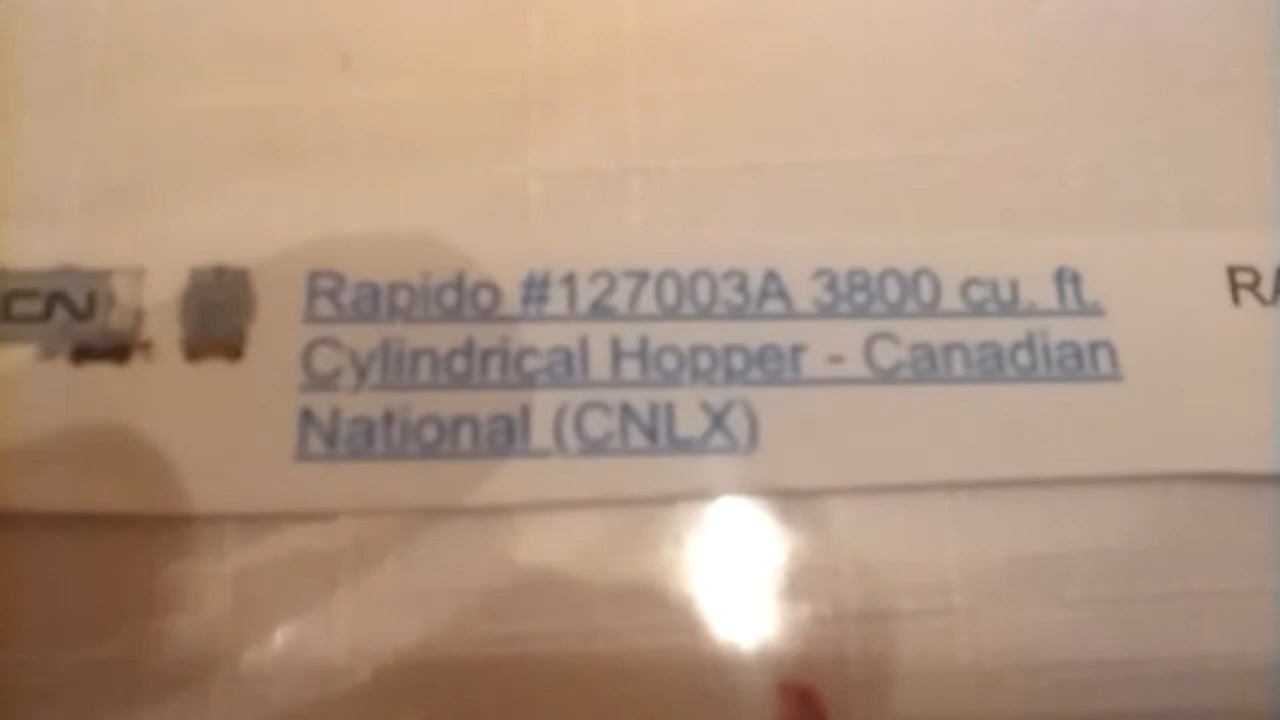 CN
Rapido #127003A 3800 cu. ft.
Cylindrical Hopper - Canadian
National (CNLX)